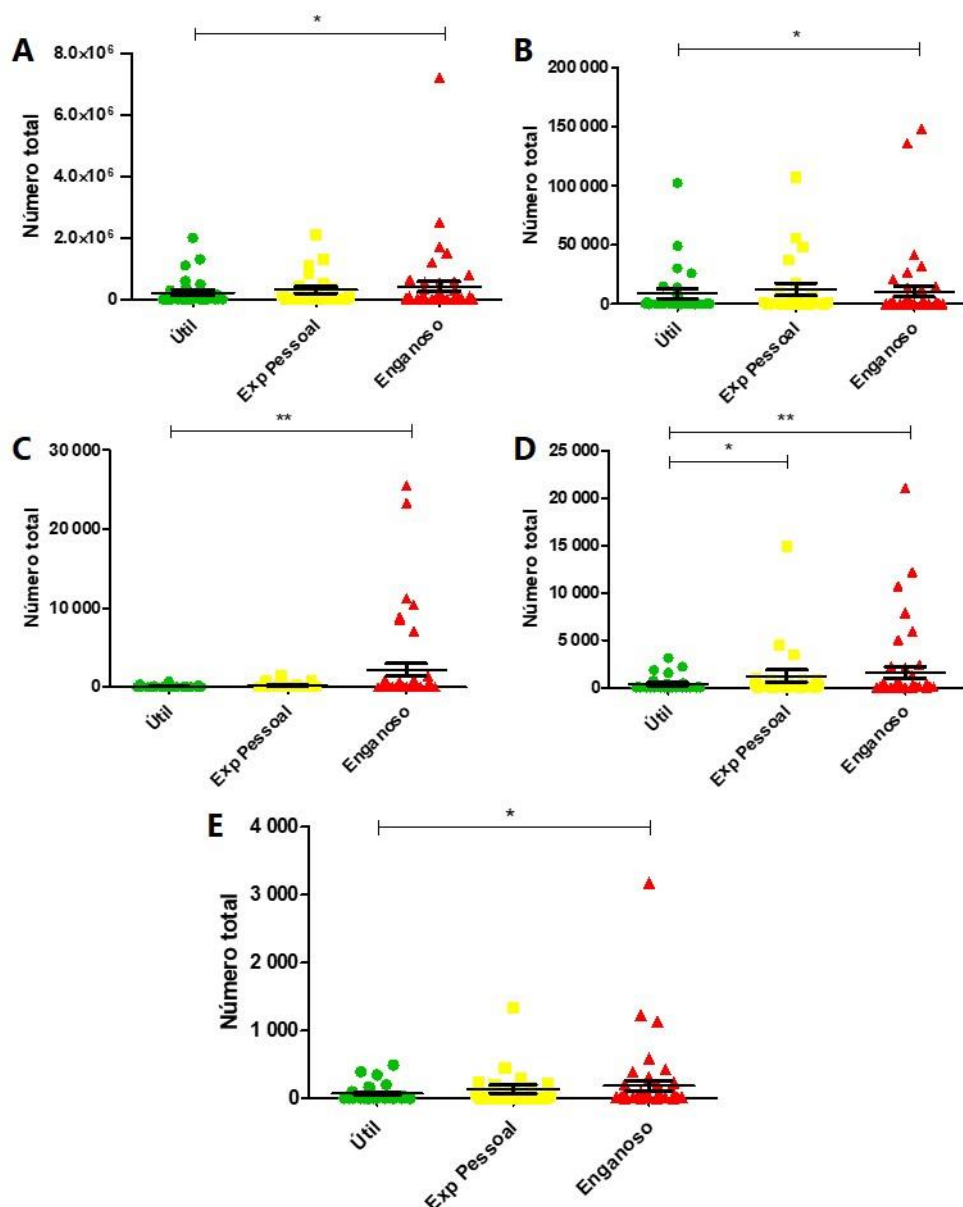 A
*
8.0×10⁶
6.0×10⁶
4.0×10⁶
2.0×10⁶
0
Número total
Útil
Exp Pessoal
Enganoso
B
*
200 000
150 000
100 000
50 000
0
Número total
Útil
Exp Pessoal
Enganoso
C
**
30 000
20 000
10 000
0
Número total
Útil
Exp Pessoal
Enganoso
D
**
*
25 000
20 000
15 000
10 000
5 000
0
Número total
Útil
Exp Pessoal
Enganoso
E
*
4 000
3 000
2 000
1 000
0
Número total
Útil
Exp Pessoal
Enganoso